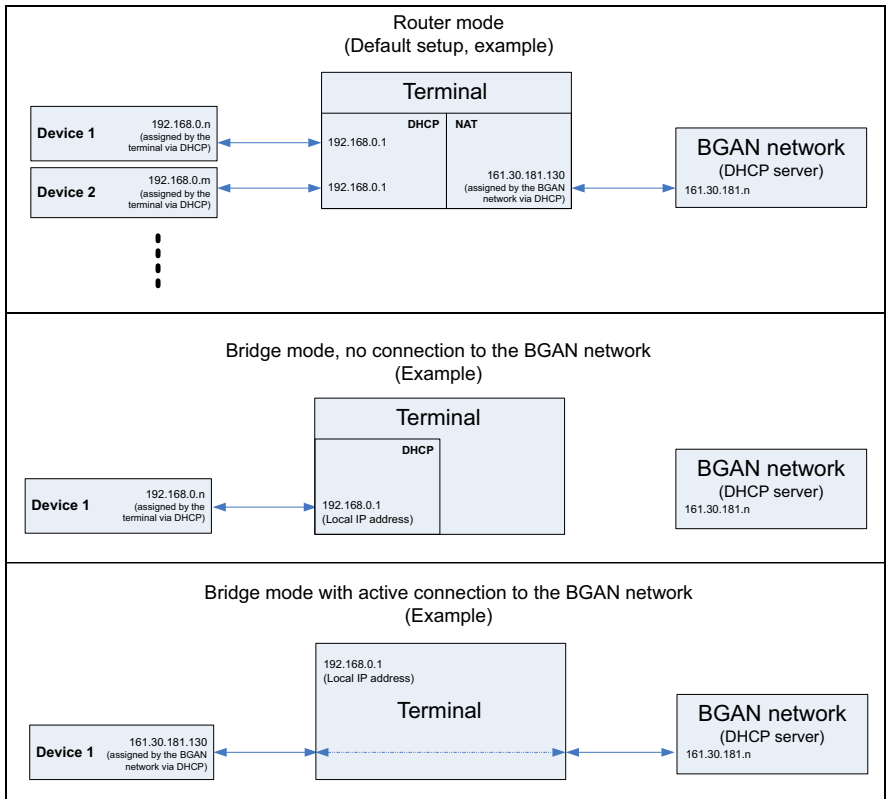 Router mode
(Default setup, example)
Terminal
Device 1
192.168.0.n
(assigned by the
terminal via DHCP)
DHCP
192.168.0.1
NAT
Device 2
192.168.0.m
(assigned by the
terminal via DHCP)
192.168.0.1
161.30.181.130
(assigned by the BGAN
network via DHCP)
BGAN network
(DHCP server)
161.30.181.n
Bridge mode, no connection to the BGAN network
(Example)
Terminal
DHCP
Device 1
192.168.0.n
(assigned by the
terminal via DHCP)
192.168.0.1
(Local IP address)
BGAN network
(DHCP server)
161.30.181.n
Bridge mode with active connection to the BGAN network
(Example)
192.168.0.1
(Local IP address)
Terminal
Device 1
161.30.181.130
(assigned by the BGAN
network via DHCP)
BGAN network
(DHCP server)
161.30.181.n